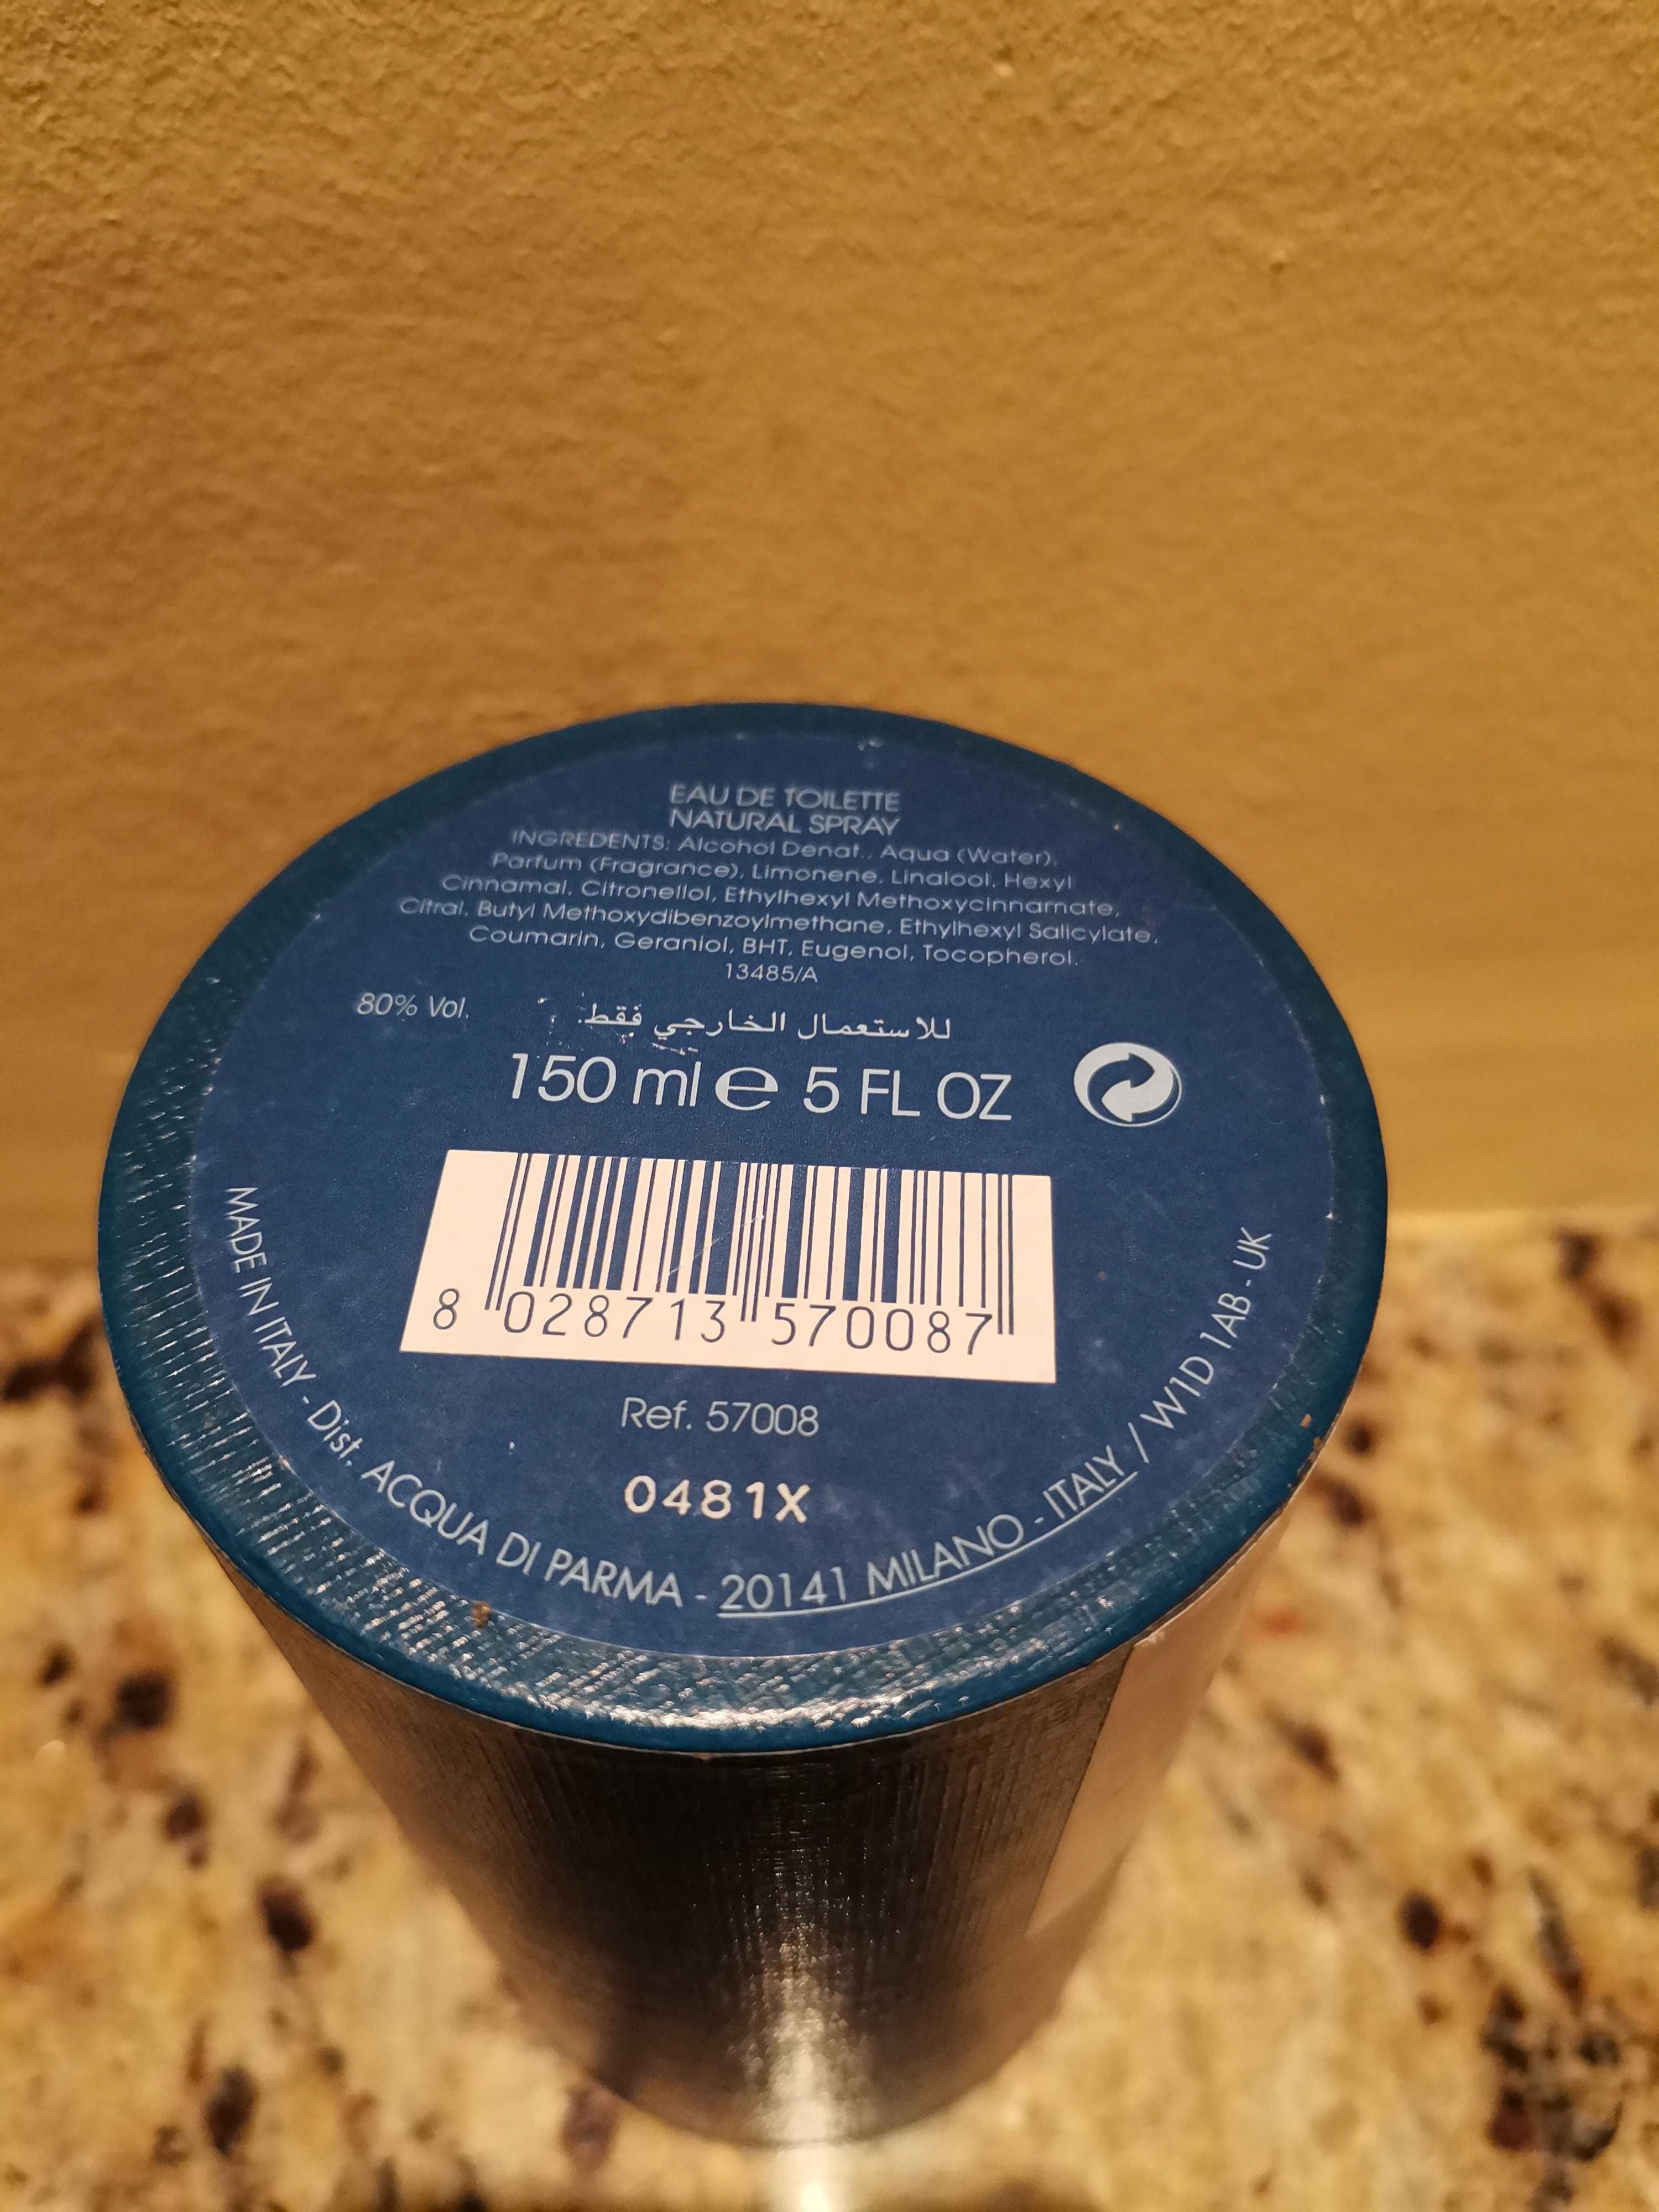 EAU DE TOILETTE
NATURAL SPRAY
INGREDENTS: Alcohol Denat., Aqua (Water),
Parfum (Fragrance), Limonene, Linalool, Hexyl
Cinnamal, Citronellol, Ethylhexyl Methoxycinnamate,
Citral, Butyl Methoxydibenzoylmethane, Ethylhexyl Salicylate,
Coumarin, Geraniol, BHT, Eugenol, Tocopherol.
13485/A
80% Vol.
للاستعمال الخارجي فقط.
150 ml e 5 FL OZ
8 028713 570087
Ref. 57008
0481X
MADE IN ITALY - Dist. ACQUA DI PARMA - 20141 MILANO - ITALY / W1D 1AB - UK